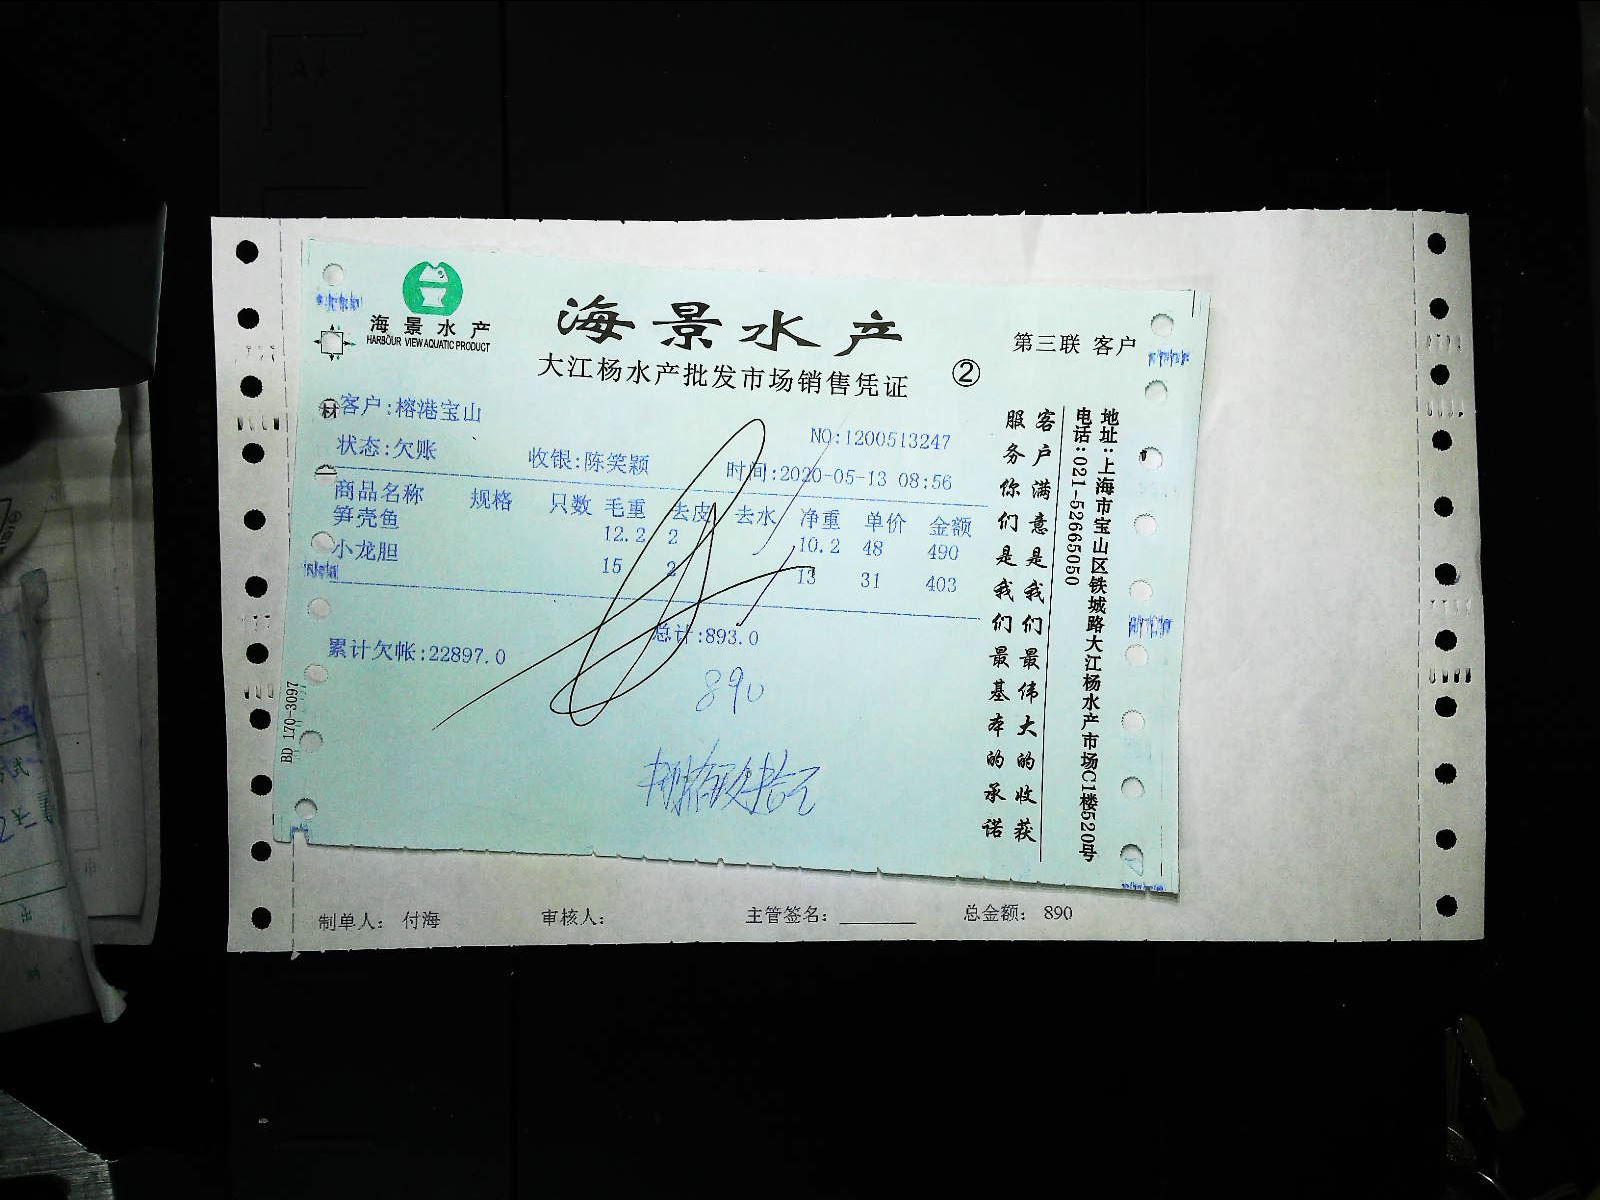 海景水产
HARBOUR VIEW AQUATIC PRODUCT
海景水产
大江杨水产批发市场销售凭证
②
第三联 客户
客户:榕港宝山
NO:1200513247
状态:欠账 收银:陈笑颖 时间:2020-05-13 08:56
商品名称 规格 只数 毛重 去皮 去水 净重 单价 金额
笋壳鱼 12.2 2 10.2 48 490
小龙胆 15 2 13 31 403
累计欠帐:22897.0 总计:893.0
890
捌佰玖拾元
客户满意是我们最伟大的收获
服务你们是我们最基本的承诺
地址:上海市宝山区铁城路大江杨水产市场C1楼520号
电话:021-52665050
BD 170-3097
制单人: 付海 审核人: 主管签名: 总金额: 890